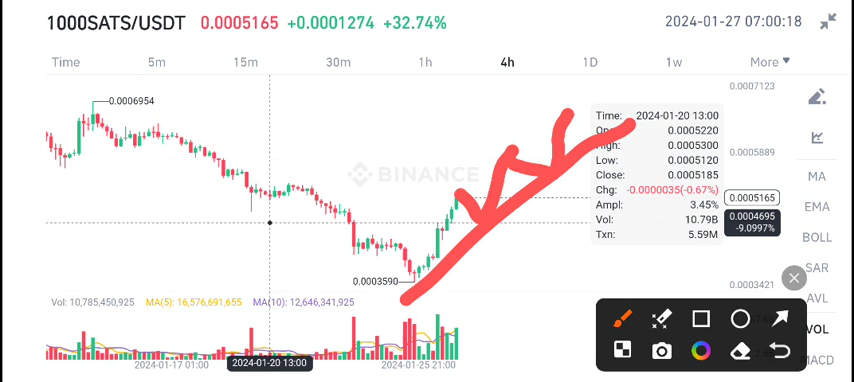 1000SATS/USDT 0.0005165 +0.0001274 +32.74% 2024-01-27 07:00:18
Time 5m 15m 30m 1h 4h 1D 1w More
0.0007123
0.0006954
Time: 2024-01-20 13:00
0.0005220
High: 0.0005300
0.0005889
Low: 0.0005120
Close: 0.0005185
Chg: -0.0000035(-0.67%)
Ampl: 3.45%
Vol: 10.79B
Txn: 5.59M
BINANCE
0.0005165
0.0004695
-9.0997%
0.0003590
0.0003421
MA
EMA
BOLL
SAR
AVL
VOL
MACD
Vol: 10,785,450,925 MA(5): 16,576,691,655 MA(10): 12,646,341,925
2024-01-17 01:00 2024-01-20 13:00 2024-01-25 21:00